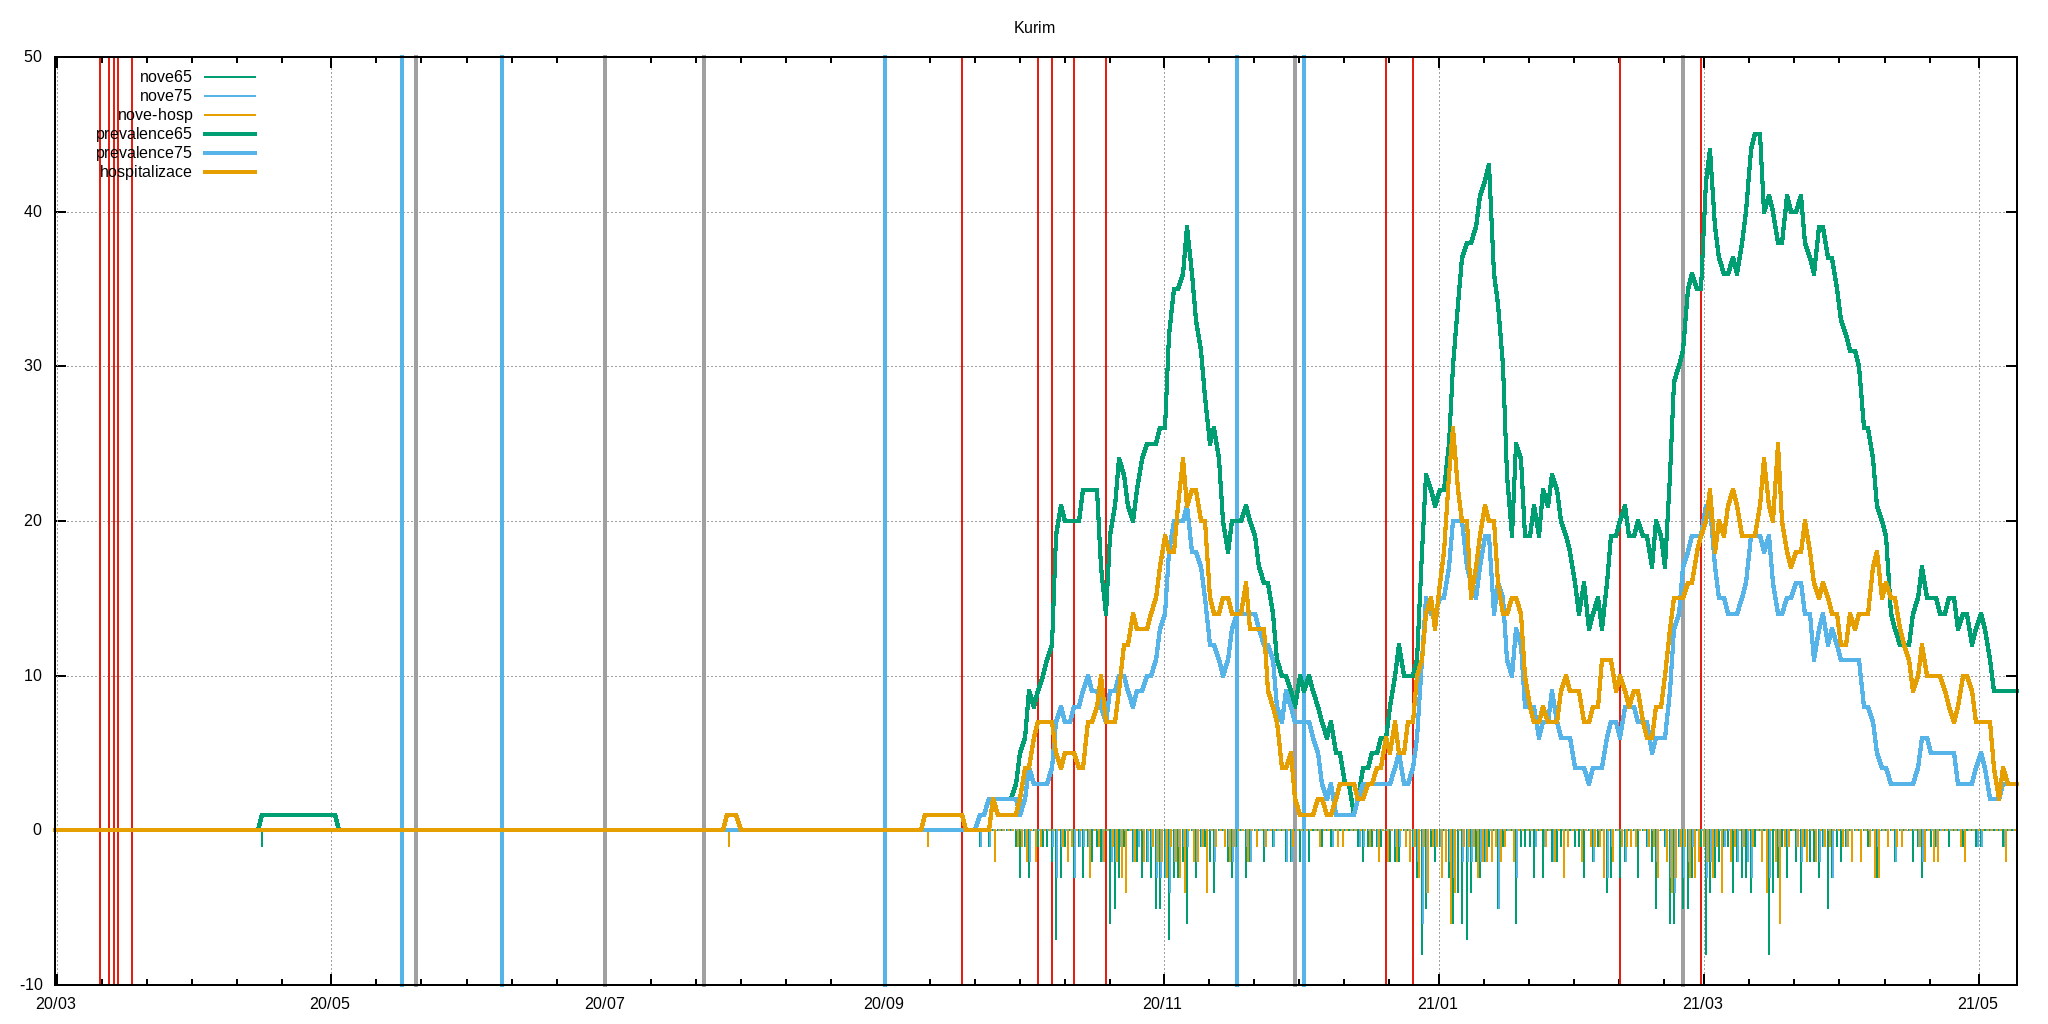 Kurim
50
nove65
nove75
nove-hosp
prevalence65
prevalence75
hospitalizace
40
30
20
10
0
-10
20/03 20/05 20/07 20/09 20/11 21/01 21/03 21/05